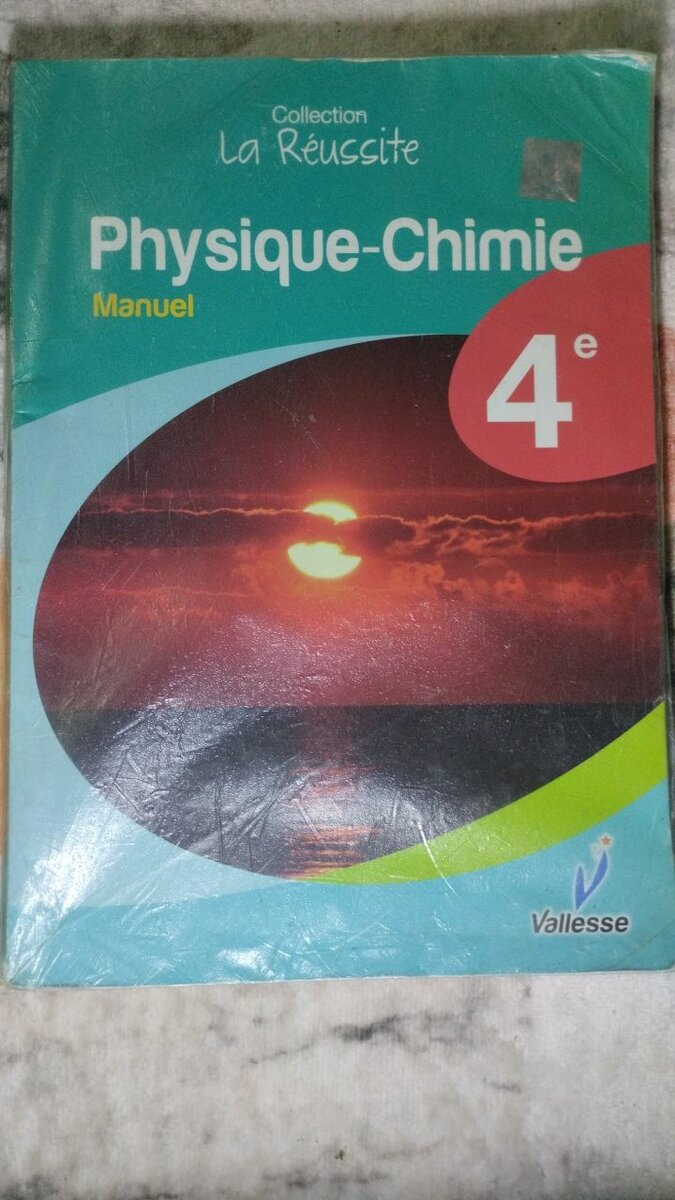 Collection
La Réussite
Physique-Chimie
Manuel
4e
Vallesse